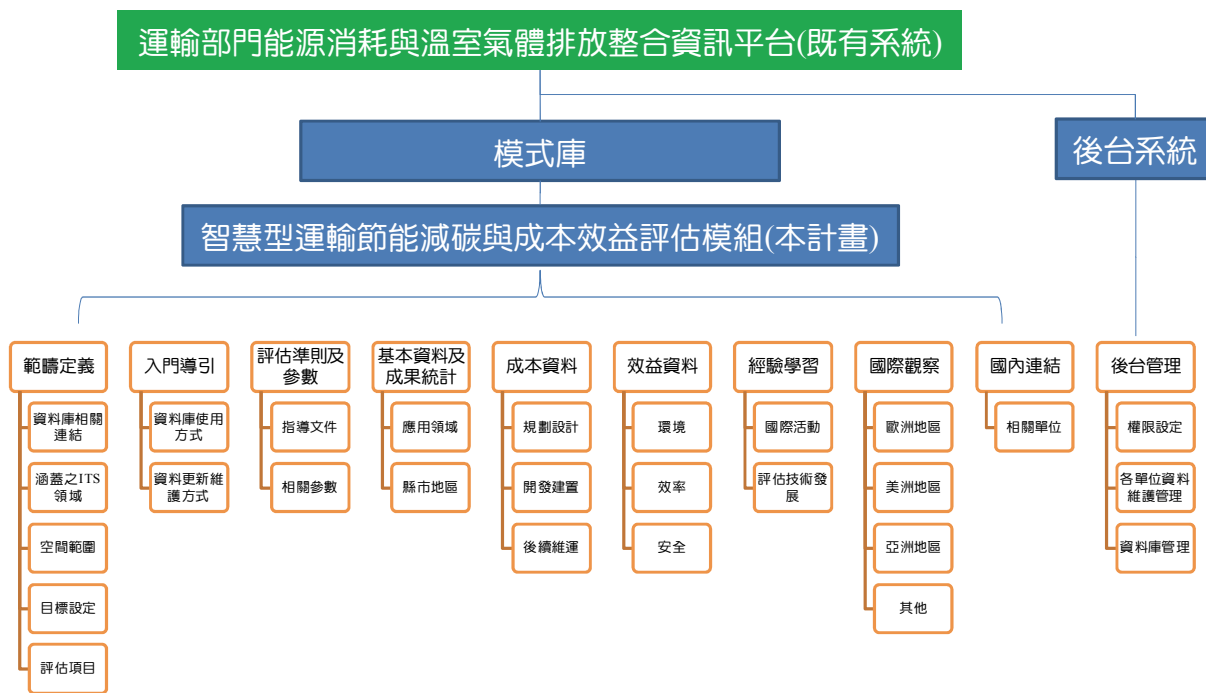 運輸部門能源消耗與溫室氣體排放整合資訊平台(既有系統)
模式庫
後台系統
智慧型運輸節能減碳與成本效益評估模組(本計畫)
範疇定義
資料庫相關
連結
涵蓋之ITS
領域
空間範圍
目標設定
評估項目
入門導引
資料庫使用
方式
資料更新維
護方式
評估準則及
參數
指導文件
相關參數
基本資料及
成果統計
應用領域
縣市地區
成本資料
規劃設計
開發建置
後續維運
效益資料
環境
效率
安全
經驗學習
國際活動
評估技術發
展
國際觀察
歐洲地區
美洲地區
亞洲地區
其他
國內連結
相關單位
後台管理
權限設定
各單位資料
維護管理
資料庫管理